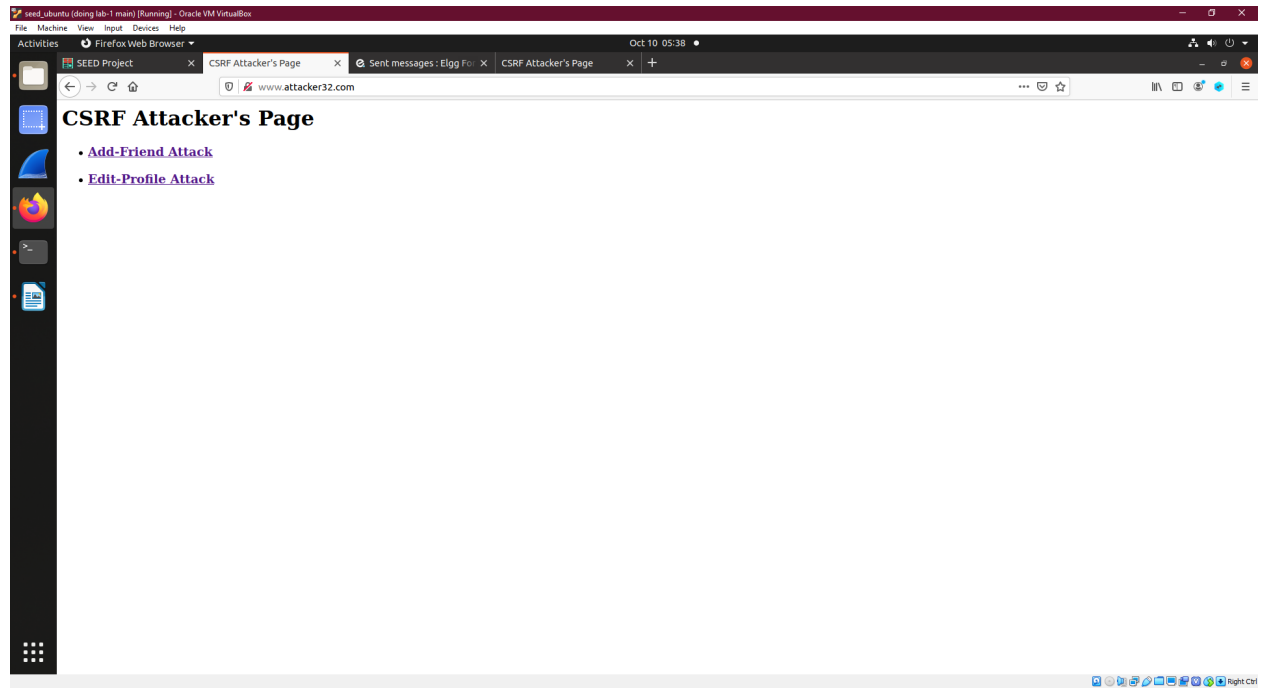 seed_ubuntu (doing lab-1 main) [Running] - Oracle VM VirtualBox
File Machine View Input Devices Help
Activities Firefox Web Browser Oct 10 05:38
SEED Project CSRF Attacker's Page Sent messages : Elgg For CSRF Attacker's Page
www.attacker32.com
CSRF Attacker's Page
• Add-Friend Attack
• Edit-Profile Attack
Right Ctrl